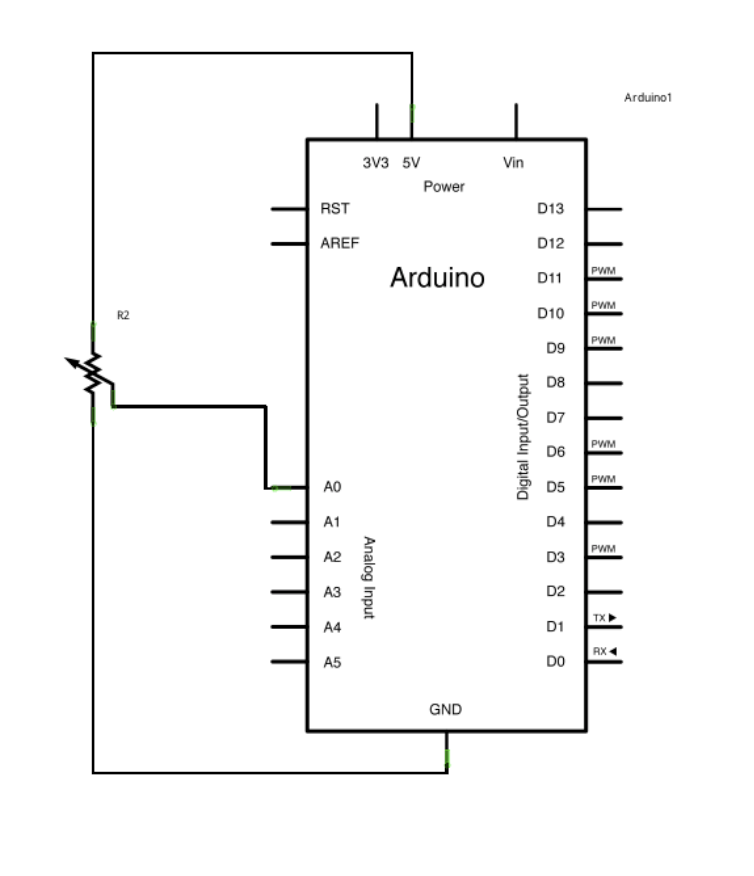 Arduino1
3V3 5V Vin
Power
RST D13
AREF D12
Arduino
D11 PWM
D10 PWM
R2
D9 PWM
D8
D7
Digital Input/Output
D6 PWM
A0 D5 PWM
A1 D4
Analog Input
A2 D3 PWM
A3 D2
A4 D1 TX
A5 D0 RX
GND